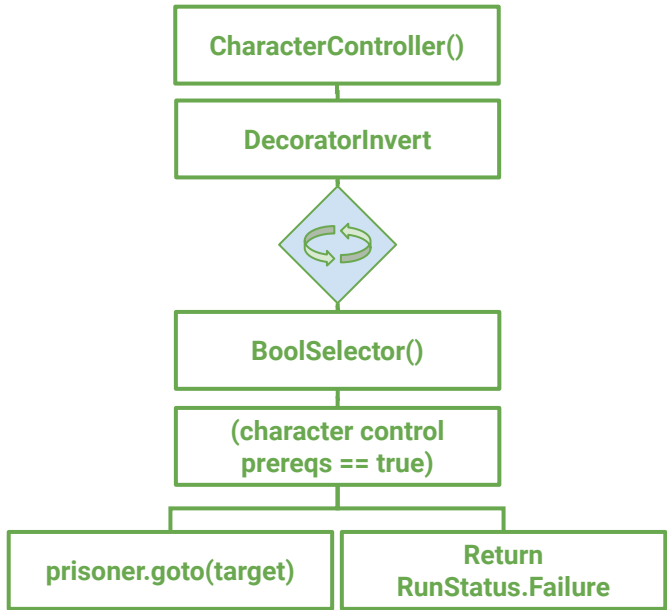 CharacterController()
DecoratorInvert
BoolSelector()
(character control
prereqs == true)
prisoner.goto(target)
Return
RunStatus.Failure